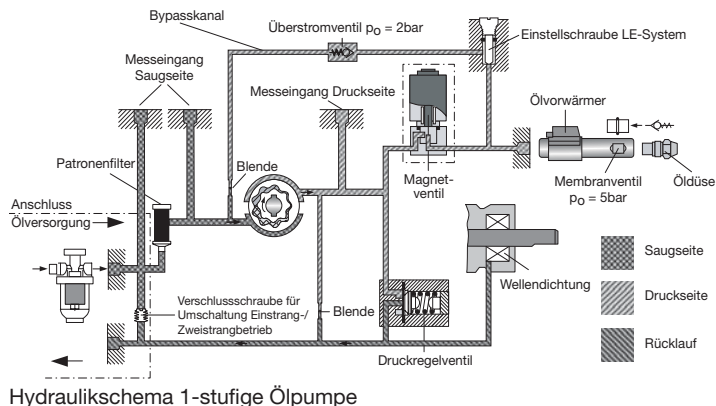 Bypasskanal
Überstromventil pₒ = 2bar
Einstellschraube LE-System
Messeingang
Saugseite
Messeingang Druckseite
Ölvorwärmer
Patronenfilter
Blende
Magnet-
ventil
Membranventil
pₒ = 5bar
Öldüse
Anschluss
Ölversorgung
Wellendichtung
Saugseite
Druckseite
Rücklauf
Verschlussschraube für
Umschaltung Einstrang-/
Zweistrangbetrieb
Blende
Druckregelventil
Hydraulikschema 1-stufige Ölpumpe